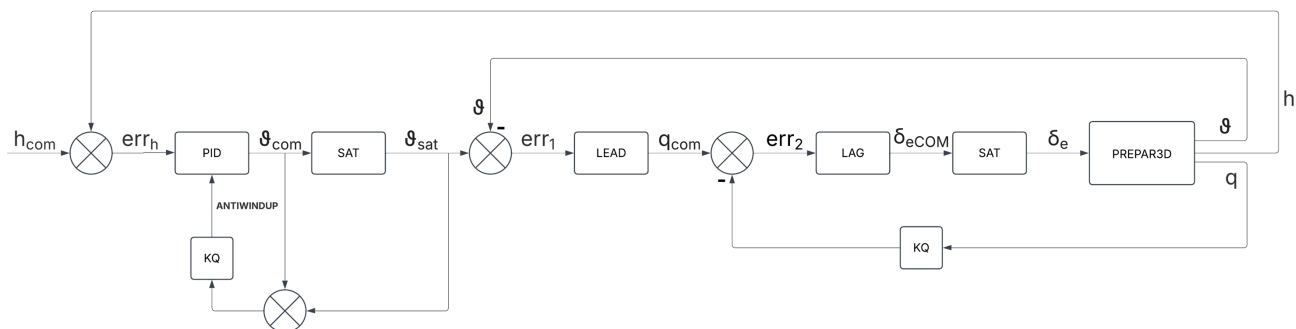 h
ϑ
-
ϑ
h_com
err_h
PID
ϑ_com
SAT
ϑ_sat
err_1
LEAD
q_com
err_2
LAG
δ_eCOM
SAT
δ_e
PREPAR3D
-
q
ANTIWINDUP
KQ
KQ